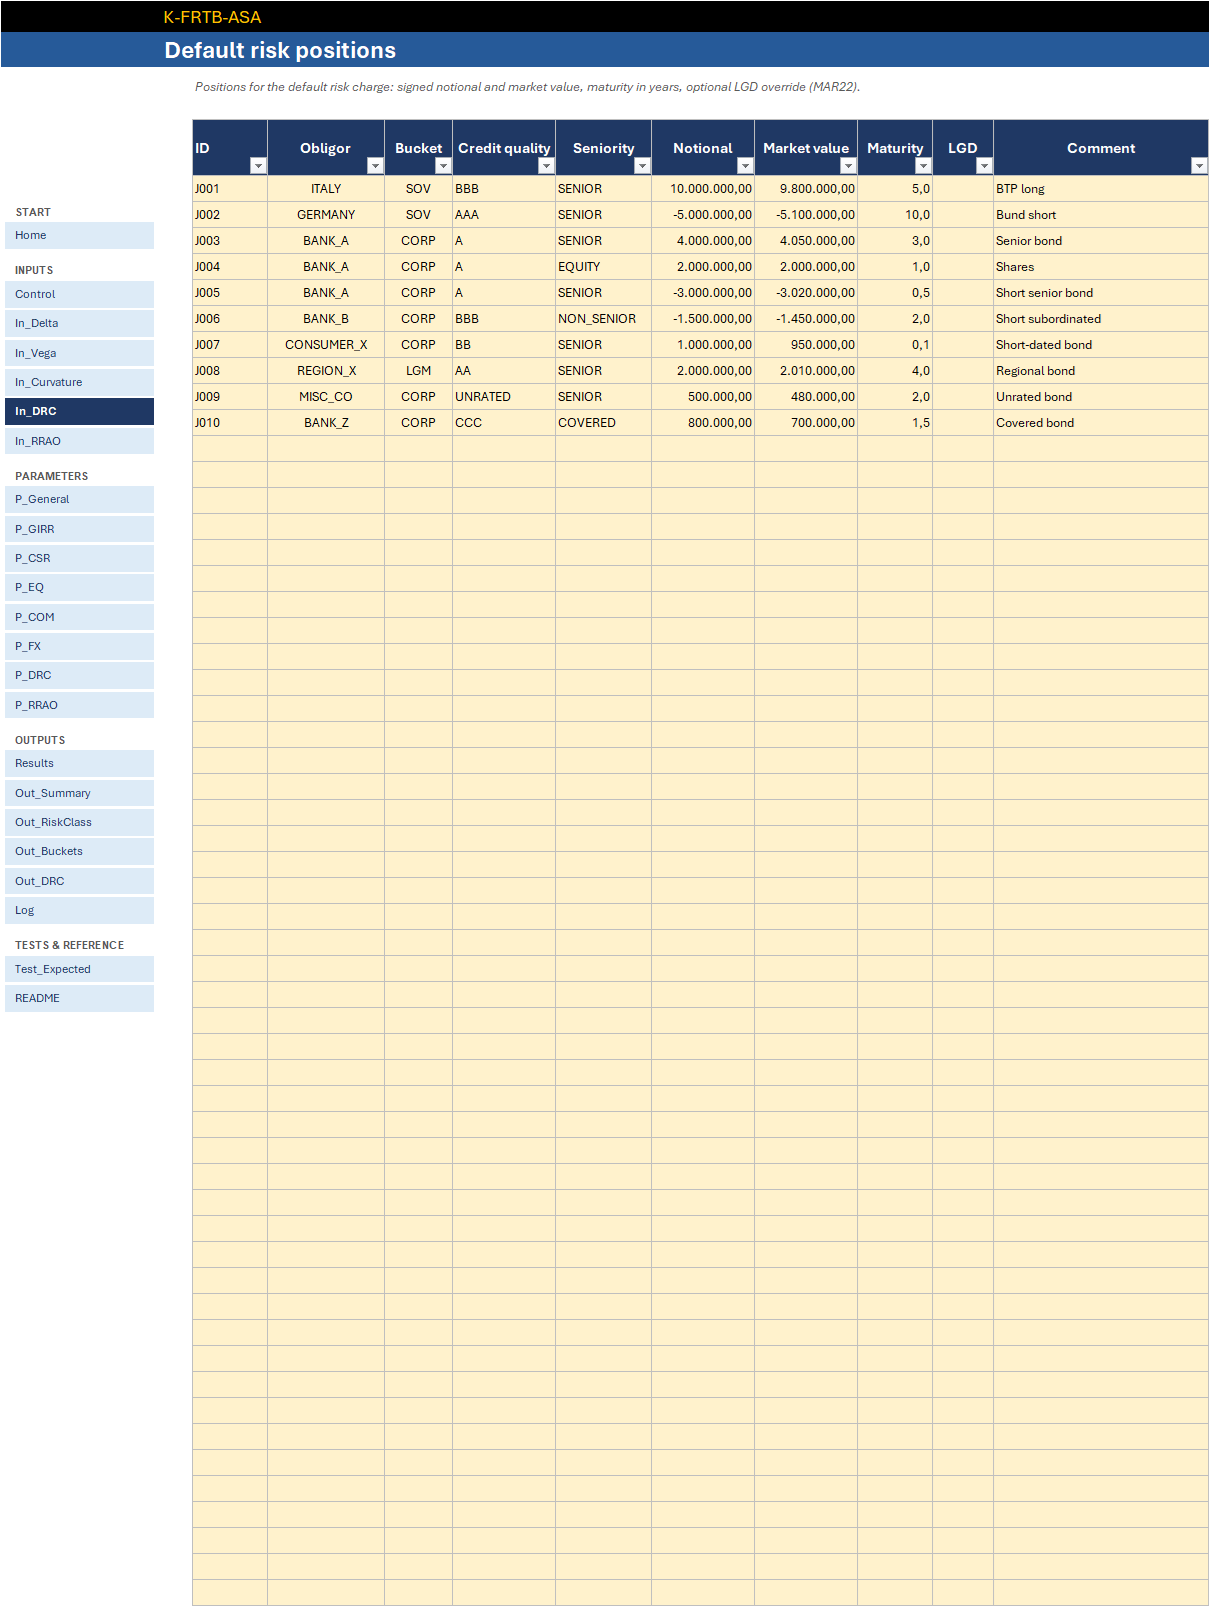 K-FRTB-ASA
Default risk positions
Positions for the default risk charge: signed notional and market value, maturity in years, optional LGD override (MAR22).
START
Home
INPUTS
Control
In_Delta
In_Vega
In_Curvature
In_DRC
In_RRAO
PARAMETERS
P_General
P_GIRR
P_CSR
P_EQ
P_COM
P_FX
P_DRC
P_RRAO
OUTPUTS
Results
Out_Summary
Out_RiskClass
Out_Buckets
Out_DRC
Log
TESTS & REFERENCE
Test_Expected
README
ID Obligor Bucket Credit quality Seniority Notional Market value Maturity LGD Comment
J001 ITALY SOV BBB SENIOR 10.000.000,00 9.800.000,00 5,0 BTP long
J002 GERMANY SOV AAA SENIOR -5.000.000,00 -5.100.000,00 10,0 Bund short
J003 BANK_A CORP A SENIOR 4.000.000,00 4.050.000,00 3,0 Senior bond
J004 BANK_A CORP A EQUITY 2.000.000,00 2.000.000,00 1,0 Shares
J005 BANK_A CORP A SENIOR -3.000.000,00 -3.020.000,00 0,5 Short senior bond
J006 BANK_B CORP BBB NON_SENIOR -1.500.000,00 -1.450.000,00 2,0 Short subordinated
J007 CONSUMER_X CORP BB SENIOR 1.000.000,00 950.000,00 0,1 Short-dated bond
J008 REGION_X LGM AA SENIOR 2.000.000,00 2.010.000,00 4,0 Regional bond
J009 MISC_CO CORP UNRATED SENIOR 500.000,00 480.000,00 2,0 Unrated bond
J010 BANK_Z CORP CCC COVERED 800.000,00 700.000,00 1,5 Covered bond